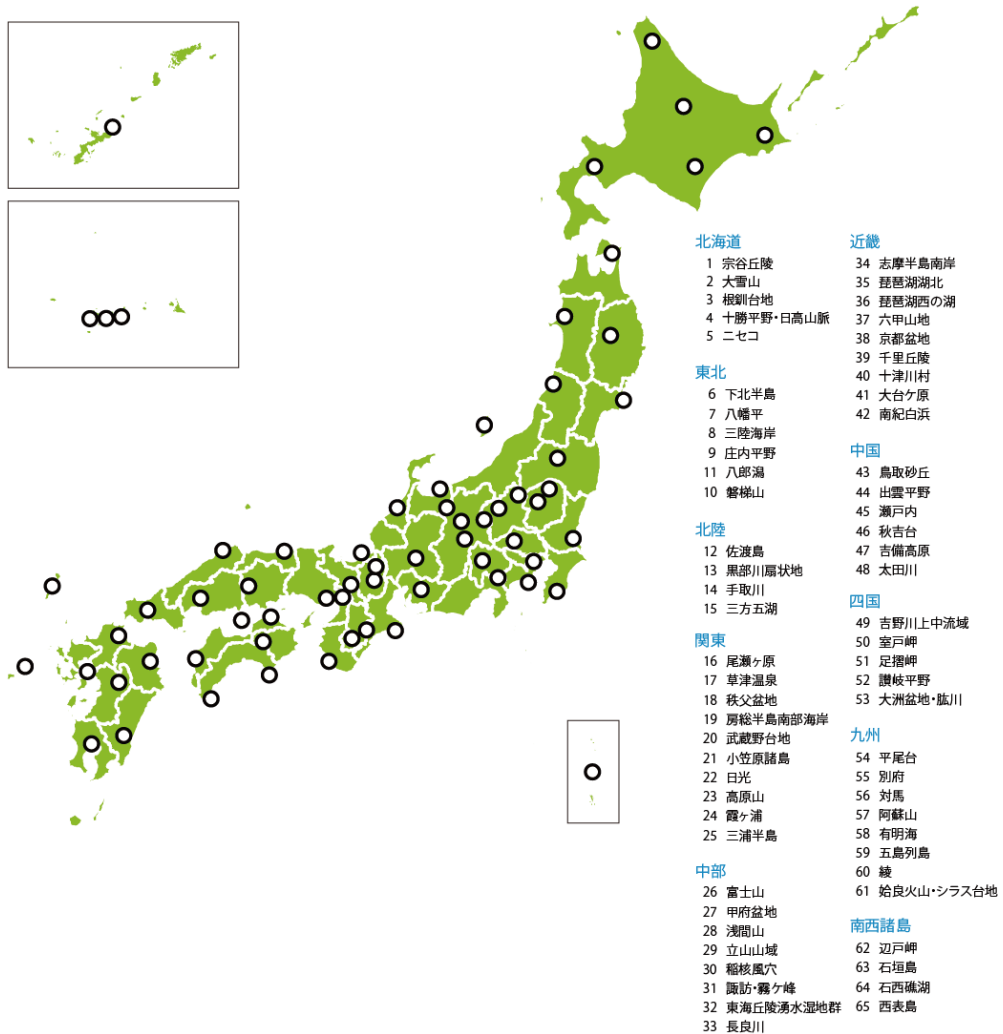 北海道
1 宗谷丘陵
2 大雪山
3 根釧台地
4 十勝平野・日高山脈
5 ニセコ
東北
6 下北半島
7 八幡平
8 三陸海岸
9 庄内平野
11 八郎潟
10 磐梯山
北陸
12 佐渡島
13 黒部川扇状地
14 手取川
15 三方五湖
関東
16 尾瀬ヶ原
17 草津温泉
18 秩父盆地
19 房総半島南部海岸
20 武蔵野台地
21 小笠原諸島
22 日光
23 高原山
24 霞ヶ浦
25 三浦半島
中部
26 富士山
27 甲府盆地
28 浅間山
29 立山山域
30 稲核風穴
31 諏訪・霧ケ峰
32 東海丘陵湧水湿地群
33 長良川
近畿
34 志摩半島南岸
35 琵琶湖湖北
36 琵琶湖西の湖
37 六甲山地
38 京都盆地
39 千里丘陵
40 十津川村
41 大台ケ原
42 南紀白浜
中国
43 鳥取砂丘
44 出雲平野
45 瀬戸内
46 秋吉台
47 吉備高原
48 太田川
四国
49 吉野川上中流域
50 室戸岬
51 足摺岬
52 讃岐平野
53 大洲盆地・肱川
九州
54 平尾台
55 別府
56 対馬
57 阿蘇山
58 有明海
59 五島列島
60 綾
61 姶良火山・シラス台地
南西諸島
62 辺戸岬
63 石垣島
64 石西礁湖
65 西表島